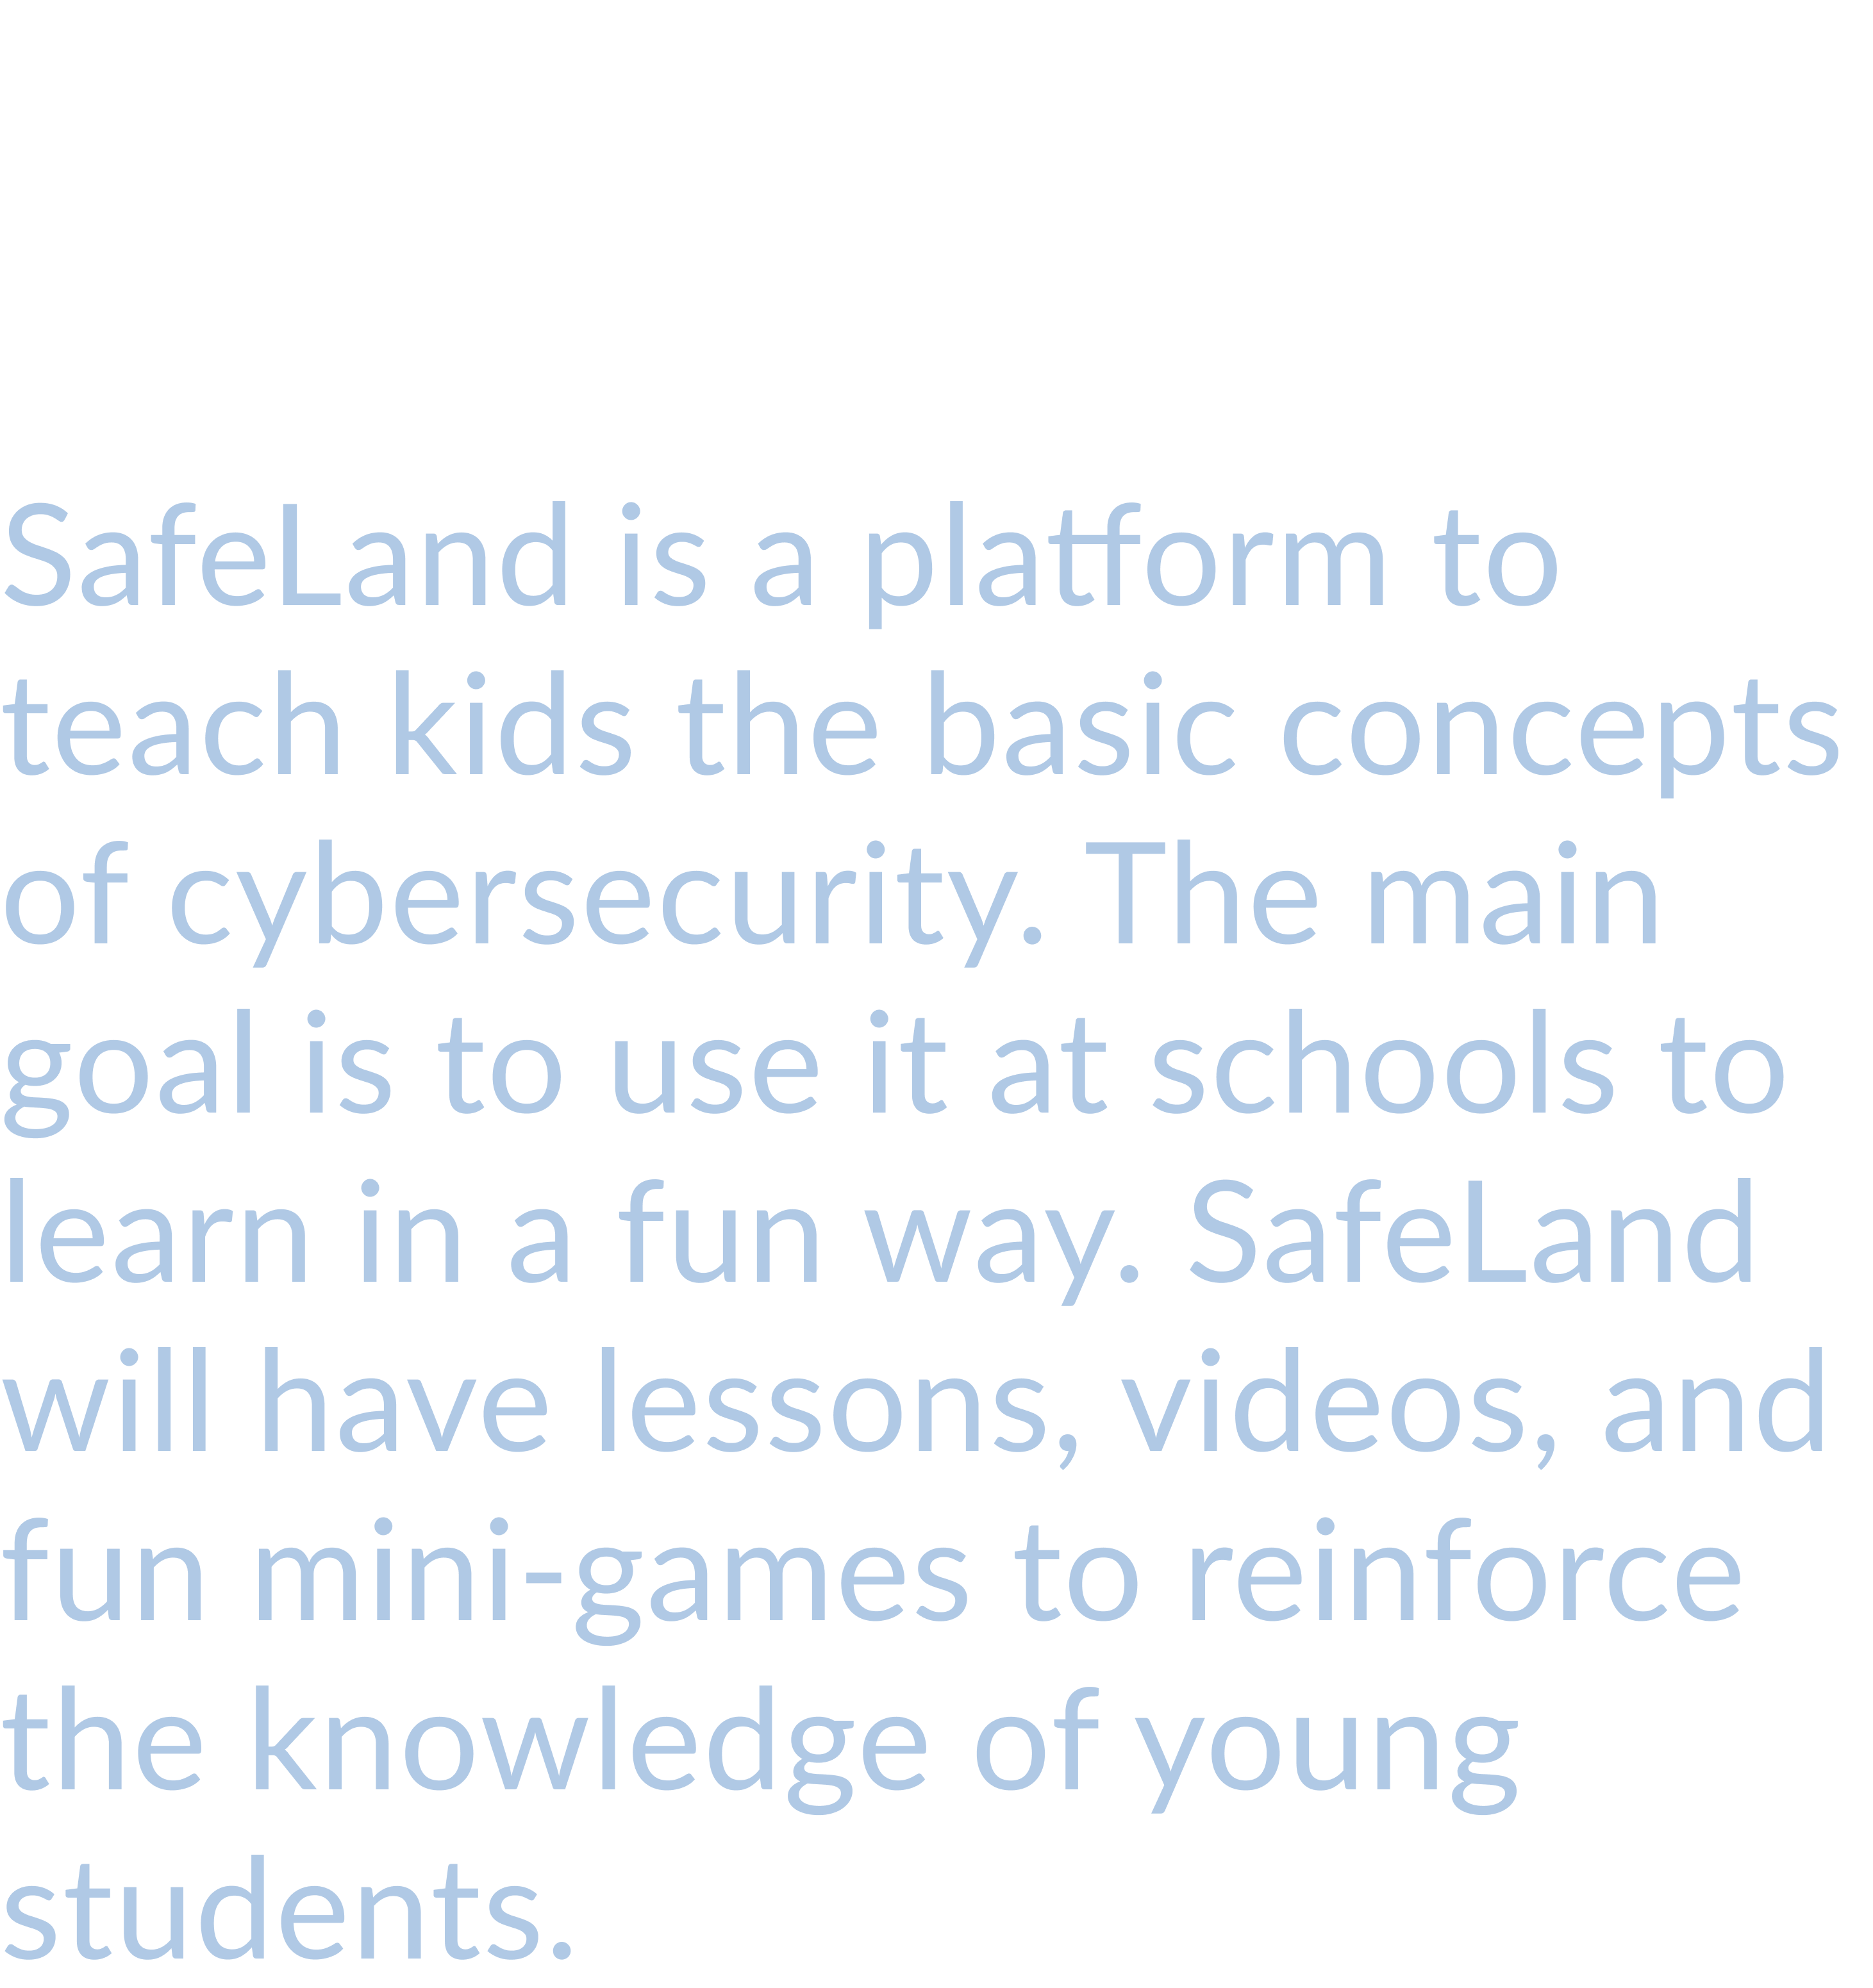 SafeLand is a platform to
teach kids the basic concepts
of cybersecurity. The main
goal is to use it at schools to
learn in a fun way. SafeLand
will have lessons, videos, and
fun mini-games to reinforce
the knowledge of young
students.